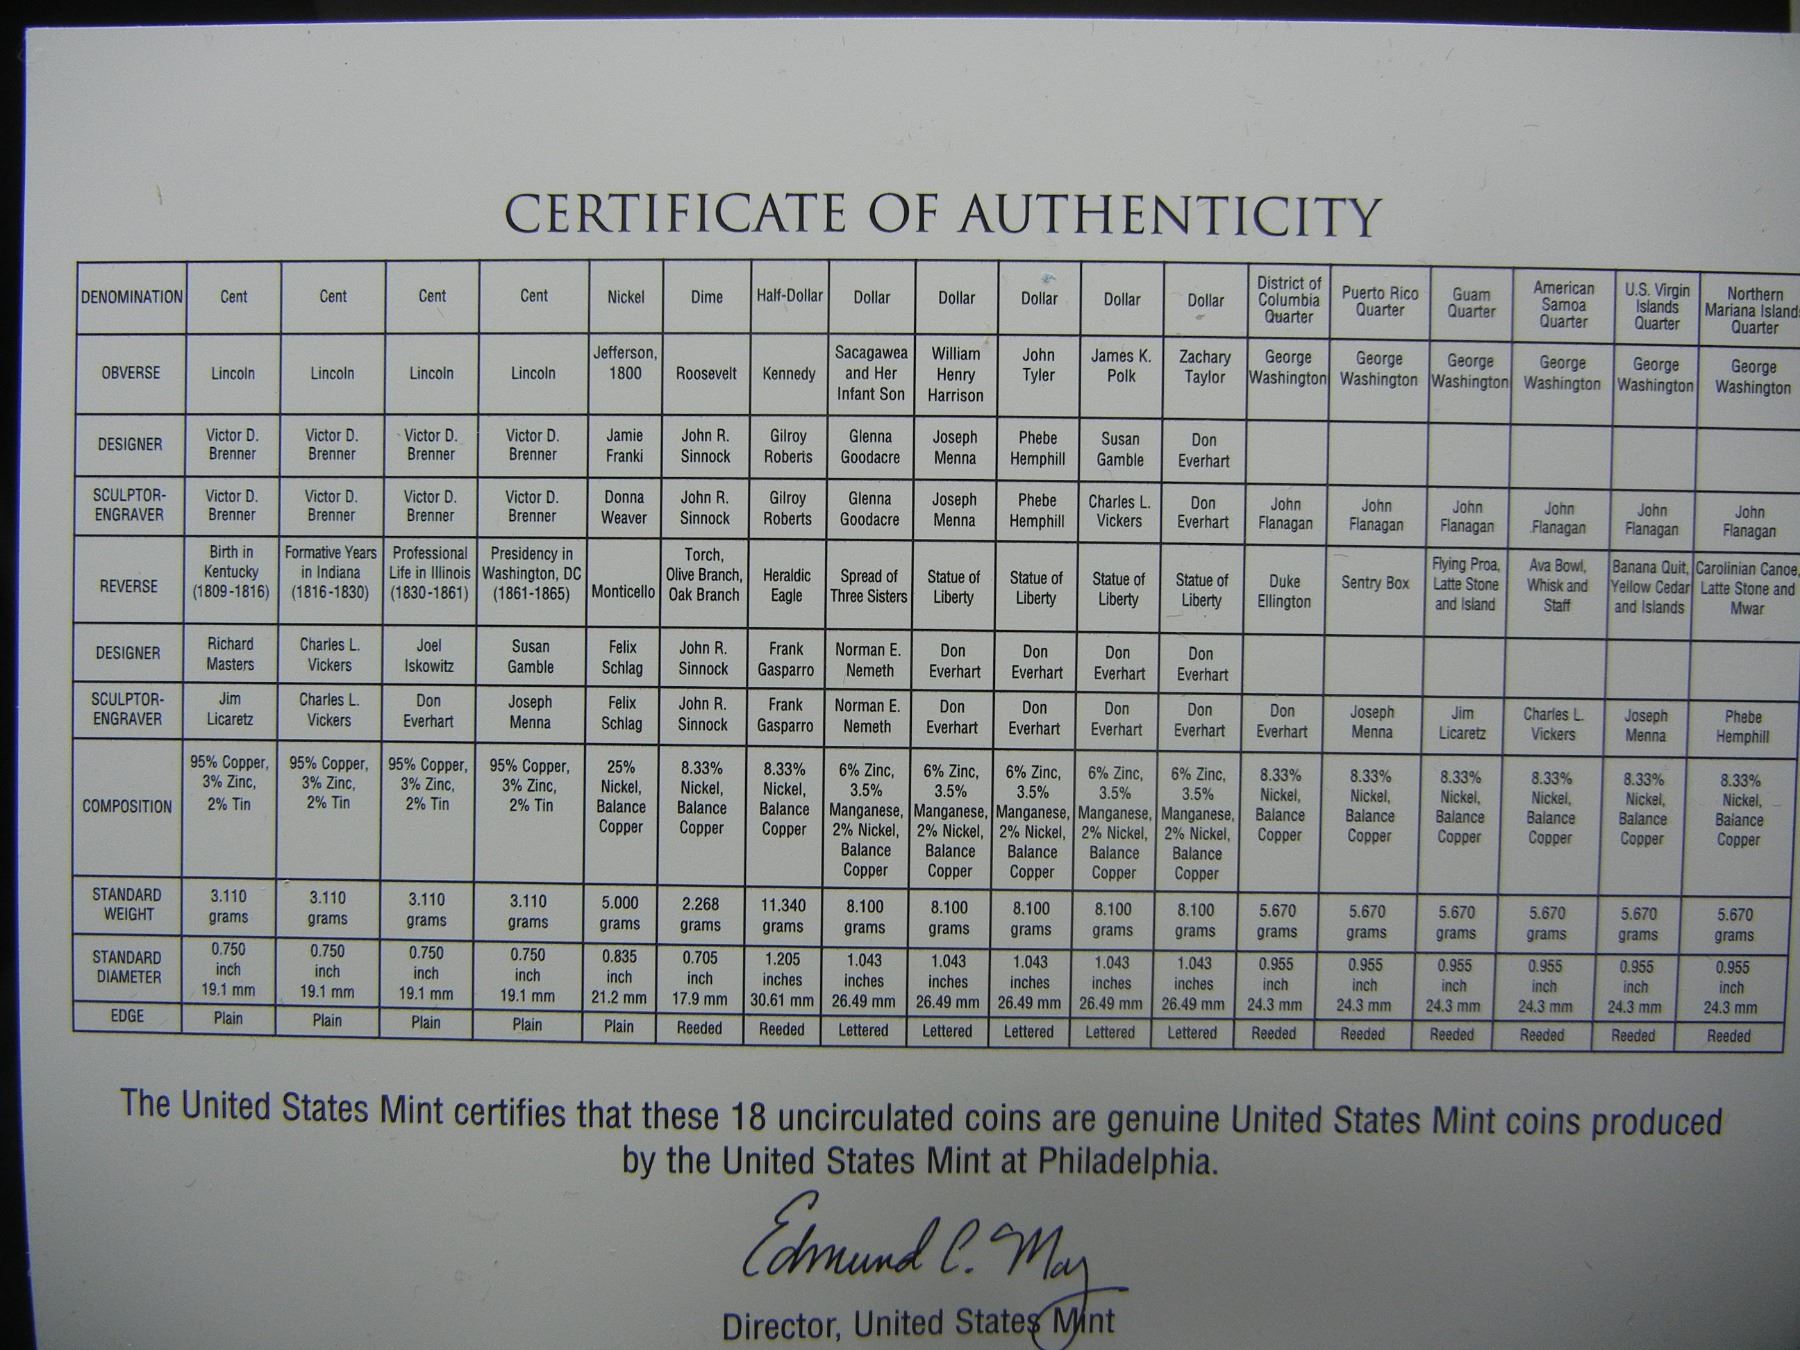 CERTIFICATE OF AUTHENTICITY
DENOMINATION Cent Cent Cent Cent Nickel Dime Half-Dollar Dollar Dollar Dollar Dollar Dollar District of Columbia Quarter Puerto Rico Quarter Guam Quarter American Samoa Quarter U.S. Virgin Islands Quarter Northern Mariana Island Quarter
OBVERSE Lincoln Lincoln Lincoln Lincoln Jefferson, 1800 Roosevelt Kennedy Sacagawea and Her Infant Son William Henry Harrison John Tyler James K. Polk Zachary Taylor George Washington George Washington George Washington George Washington George Washington George Washington
DESIGNER Victor D. Brenner Victor D. Brenner Victor D. Brenner Victor D. Brenner Jamie Franki John R. Sinnock Gilroy Roberts Glenna Goodacre Joseph Menna Phebe Hemphill Susan Gamble Don Everhart
SCULPTOR-ENGRAVER Victor D. Brenner Victor D. Brenner Victor D. Brenner Victor D. Brenner Donna Weaver John R. Sinnock Gilroy Roberts Glenna Goodacre Joseph Menna Phebe Hemphill Charles L. Vickers Don Everhart John Flanagan John Flanagan John Flanagan John Flanagan John Flanagan John Flanagan
REVERSE Birth in Kentucky (1809-1816) Formative Years in Indiana (1816-1830) Professional Life in Illinois (1830-1861) Presidency in Washington, DC (1861-1865) Monticello Torch, Olive Branch, Oak Branch Heraldic Eagle Spread of Three Sisters Statue of Liberty Statue of Liberty Statue of Liberty Statue of Liberty Duke Ellington Sentry Box Flying Proa, Latte Stone and Island Ava Bowl, Whisk and Staff Banana Quit, Yellow Cedar and Islands Carolinian Canoe, Latte Stone and Mwar
DESIGNER Richard Masters Charles L. Vickers Joel Iskowitz Susan Gamble Felix Schlag John R. Sinnock Frank Gasparro Norman E. Nemeth Don Everhart Don Everhart Don Everhart Don Everhart
SCULPTOR-ENGRAVER Jim Licaretz Charles L. Vickers Don Everhart Joseph Menna Felix Schlag John R. Sinnock Frank Gasparro Norman E. Nemeth Don Everhart Don Everhart Don Everhart Don Everhart Don Everhart Joseph Menna Jim Licaretz Charles L. Vickers Joseph Menna Phebe Hemphill
COMPOSITION 95% Copper, 3% Zinc, 2% Tin 95% Copper, 3% Zinc, 2% Tin 95% Copper, 3% Zinc, 2% Tin 95% Copper, 3% Zinc, 2% Tin 25% Nickel, Balance Copper 8.33% Nickel, Balance Copper 8.33% Nickel, Balance Copper 6% Zinc, 3.5% Manganese, 2% Nickel, Balance Copper 6% Zinc, 3.5% Manganese, 2% Nickel, Balance Copper 6% Zinc, 3.5% Manganese, 2% Nickel, Balance Copper 6% Zinc, 3.5% Manganese, 2% Nickel, Balance Copper 6% Zinc, 3.5% Manganese, 2% Nickel, Balance Copper 8.33% Nickel, Balance Copper 8.33% Nickel, Balance Copper 8.33% Nickel, Balance Copper 8.33% Nickel, Balance Copper 8.33% Nickel, Balance Copper 8.33% Nickel, Balance Copper
STANDARD WEIGHT 3.110 grams 3.110 grams 3.110 grams 3.110 grams 5.000 grams 2.268 grams 11.340 grams 8.100 grams 8.100 grams 8.100 grams 8.100 grams 8.100 grams 5.670 grams 5.670 grams 5.670 grams 5.670 grams 5.670 grams 5.670 grams
STANDARD DIAMETER 0.750 inch 19.1 mm 0.750 inch 19.1 mm 0.750 inch 19.1 mm 0.750 inch 19.1 mm 0.835 inch 21.2 mm 0.705 inch 17.9 mm 1.205 inches 30.61 mm 1.043 inches 26.49 mm 1.043 inches 26.49 mm 1.043 inches 26.49 mm 1.043 inches 26.49 mm 1.043 inches 26.49 mm 0.955 inch 24.3 mm 0.955 inch 24.3 mm 0.955 inch 24.3 mm 0.955 inch 24.3 mm 0.955 inch 24.3 mm 0.955 inch 24.3 mm
EDGE Plain Plain Plain Plain Plain Reeded Reeded Lettered Lettered Lettered Lettered Lettered Reeded Reeded Reeded Reeded Reeded Reeded
The United States Mint certifies that these 18 uncirculated coins are genuine United States Mint coins produced
by the United States Mint at Philadelphia.
Edmund C. Moy
Director, United States Mint